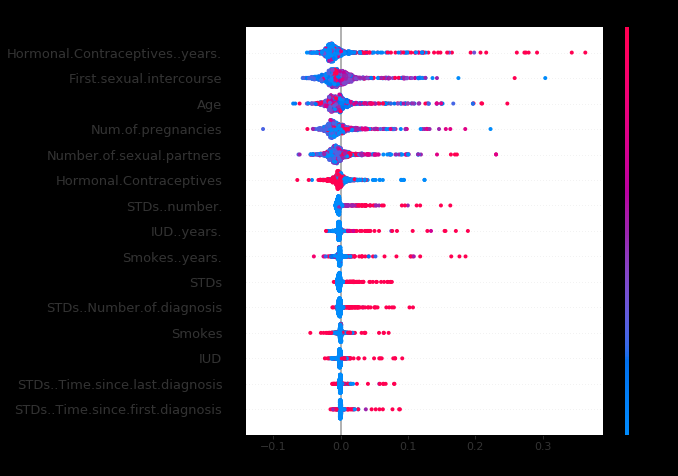 Hormonal.Contraceptives..years.
First.sexual.intercourse
Age
Num.of.pregnancies
Number.of.sexual.partners
Hormonal.Contraceptives
STDs..number.
IUD..years.
Smokes..years.
STDs
STDs..Number.of.diagnosis
Smokes
IUD
STDs..Time.since.last.diagnosis
STDs..Time.since.first.diagnosis
−0.1 0.0 0.1 0.2 0.3